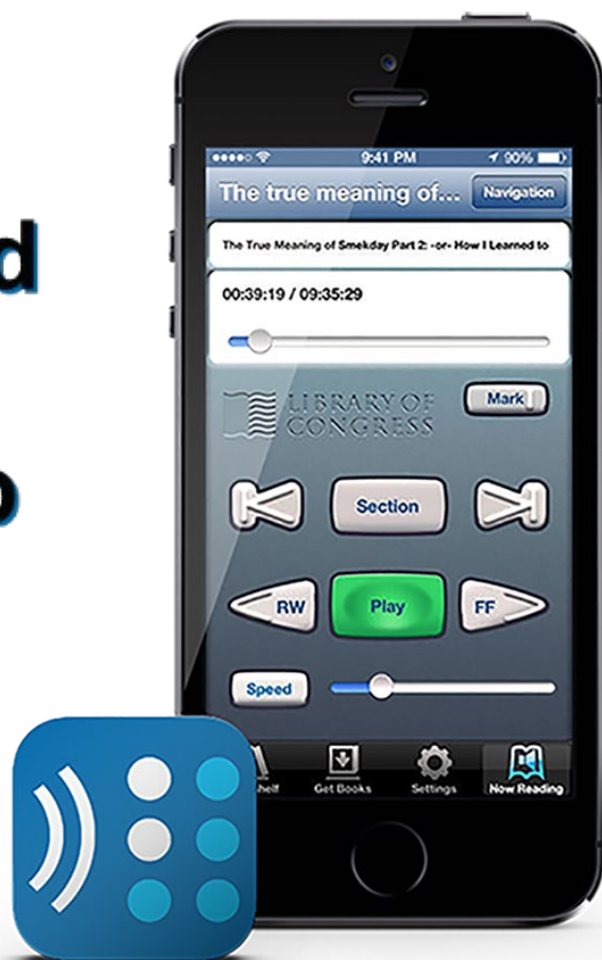 d
o
9:41 PM
90%
The true meaning of...
Navigation
The True Meaning of Smekday Part 2: -or- How I Learned to
00:39:19 / 09:35:29
LIBRARY OF
CONGRESS
Mark
Section
RW
Play
FF
Speed
helf
Get Books
Settings
Now Reading